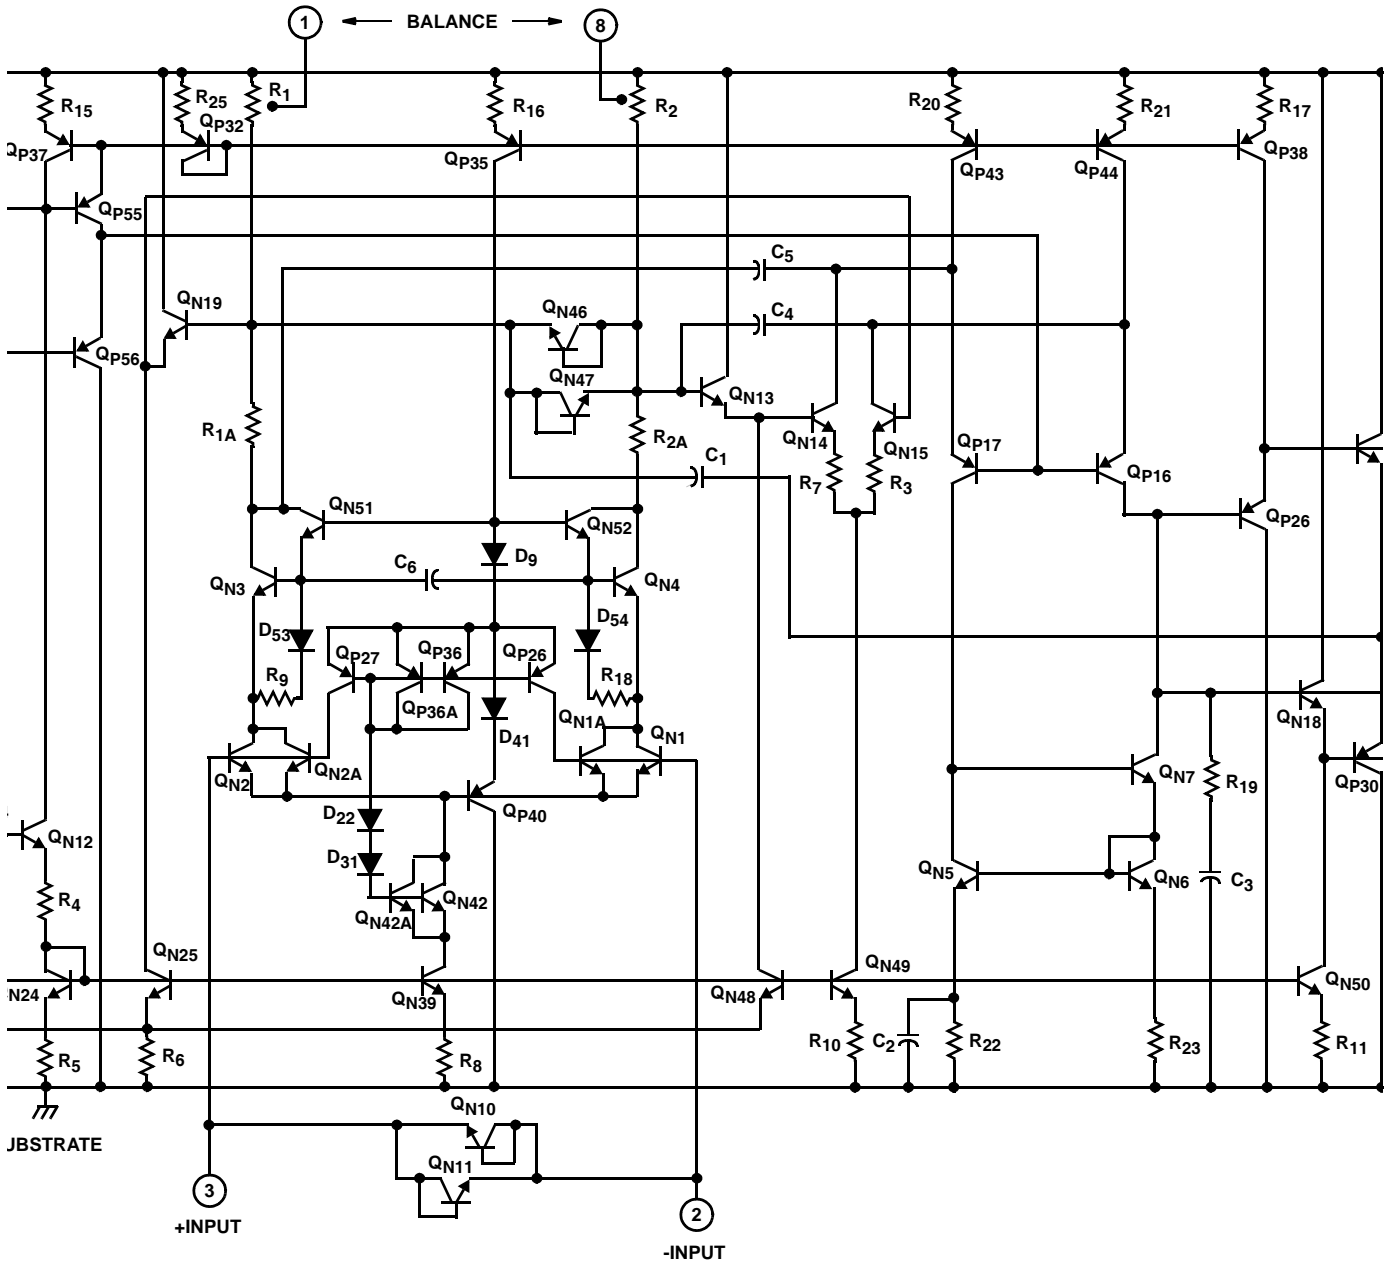 1 BALANCE 8
R15 R25 R1 R16 R2 R20 R21 R17
QP37 QP32 QP35 QP43 QP44 QP38
QP55
C5
QN19 QN46 C4
QP56 QN47 QN13
R1A R2A QN14 QN15 QP17
C1 R7 R3 QP16
QN51 QN52 QP26
C6 D9
QN3 QN4
D53 D54
QP27 QP36 QP26
R9 R18
QP36A QN1A QN18
D41 QN1
QN2 QN2A QN7 R19 QP30
D22 QP40
QN12
D31 QN5 QN6 C3
R4 QN42
QN42A
QN25 QN49
N24 QN39 QN48 QN50
R5 R6 R8 R10 C2 R22 R23 R11
QN10
UBSTRATE
QN11
3
+INPUT 2
-INPUT